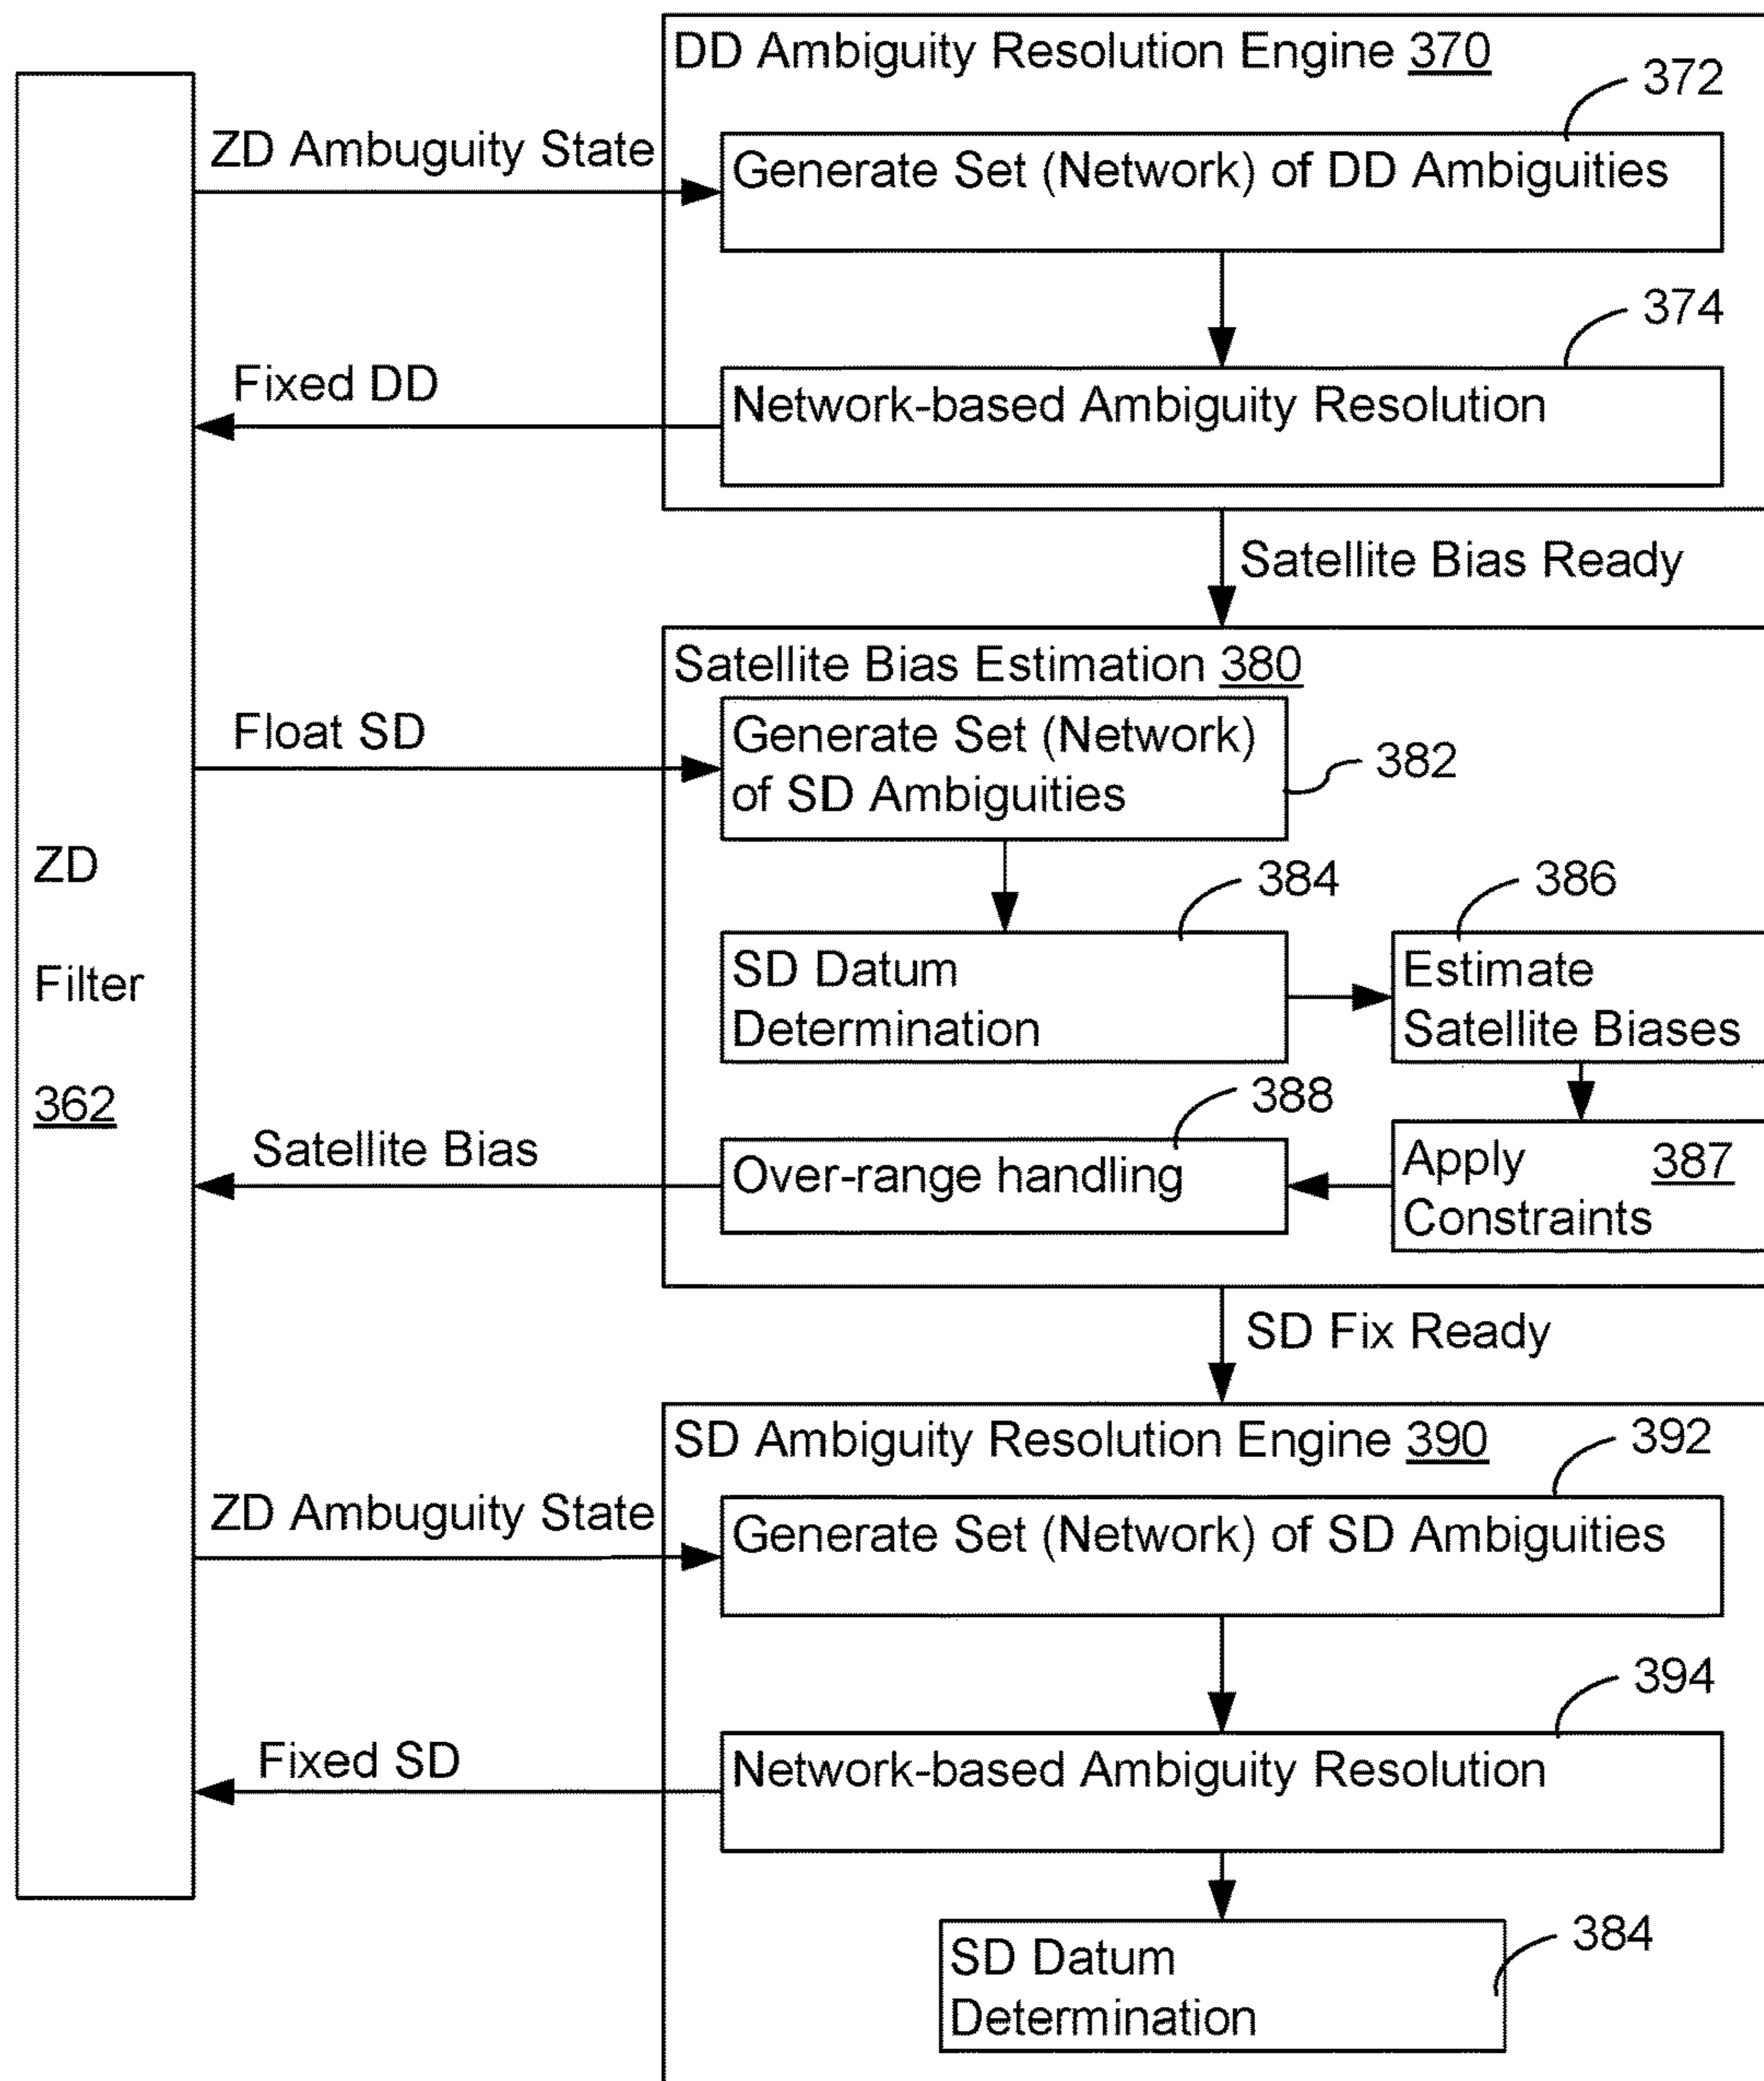 DD Ambiguity Resolution Engine 370
372
ZD Ambuguity State
Generate Set (Network) of DD Ambiguities
374
Fixed DD
Network-based Ambiguity Resolution
Satellite Bias Ready
Satellite Bias Estimation 380
Float SD
Generate Set (Network)
of SD Ambiguities
382
ZD
Filter
362
384
386
SD Datum
Determination
Estimate
Satellite Biases
388
Satellite Bias
Over-range handling
Apply 387
Constraints
SD Fix Ready
SD Ambiguity Resolution Engine 390
392
ZD Ambuguity State
Generate Set (Network) of SD Ambiguities
394
Fixed SD
Network-based Ambiguity Resolution
384
SD Datum
Determination